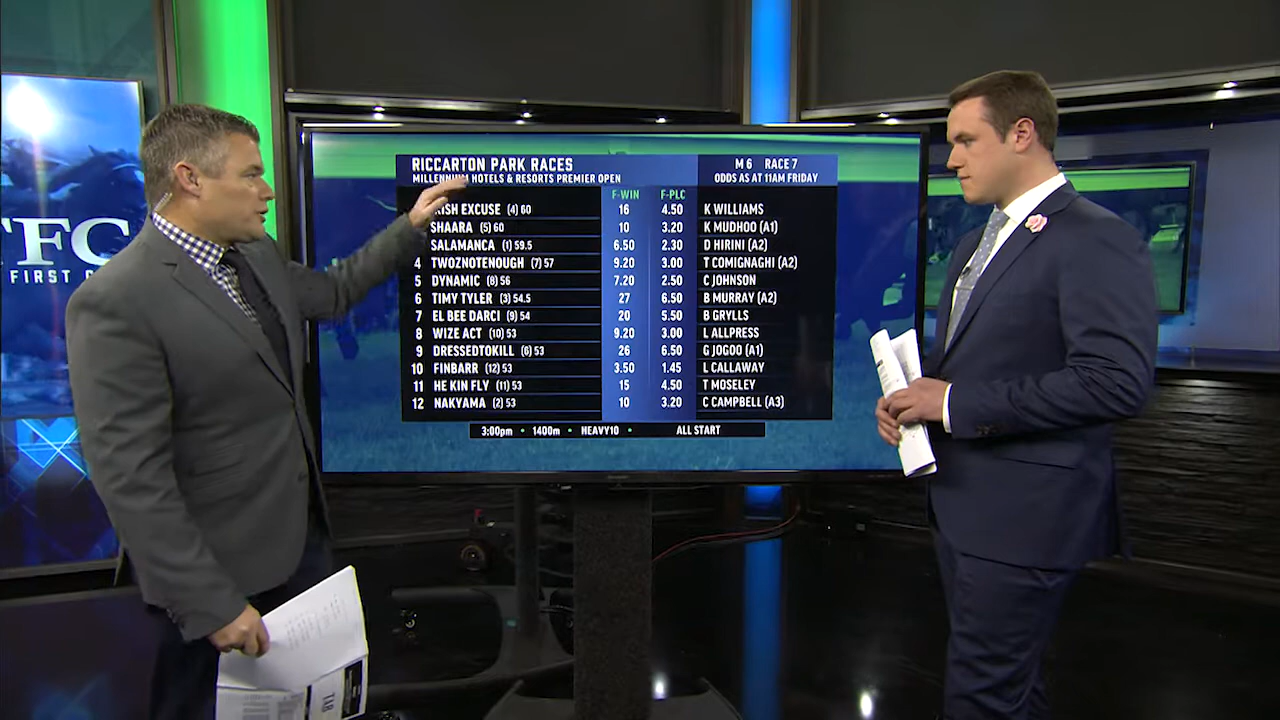 TFC
FIRST C
RICCARTON PARK RACES
MILLENNIUM HOTELS & RESORTS PREMIER OPEN
M 6 RACE 7
ODDS AS AT 11AM FRIDAY
F-WIN F-PLC
RISH EXCUSE (4) 60 16 4.50 K WILLIAMS
SHAARA (5) 60 10 3.20 K MUDHOO (A1)
SALAMANCA (1) 59.5 6.50 2.30 D HIRINI (A2)
4 TWOZNOTENOUGH (7) 57 9.20 3.00 T COMIGNAGHI (A2)
5 DYNAMIC (8) 56 7.20 2.50 C JOHNSON
6 TIMY TYLER (3) 54.5 27 6.50 B MURRAY (A2)
7 EL BEE DARCI (9) 54 20 5.50 B GRYLLS
8 WIZE ACT (10) 53 9.20 3.00 L ALLPRESS
9 DRESSEDTOKILL (6) 53 26 6.50 G JOGOO (A1)
10 FINBARR (12) 53 3.50 1.45 L CALLAWAY
11 HE KIN FLY (11) 53 15 4.50 T MOSELEY
12 NAKYAMA (2) 53 10 3.20 C CAMPBELL (A3)
3:00pm • 1400m • HEAVY10 • ALL START
TAB